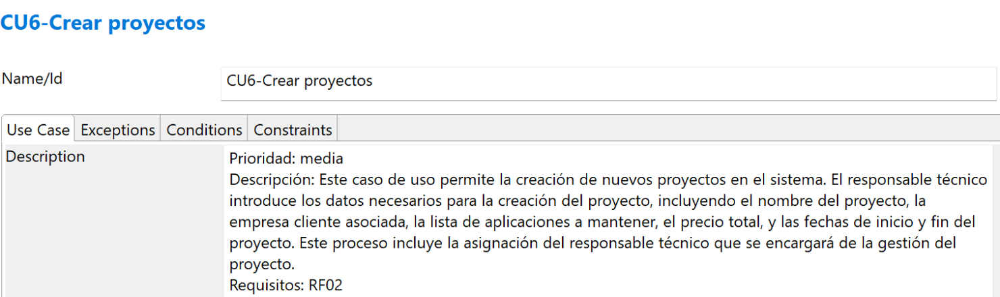 CU6-Crear proyectos
Name/Id
CU6-Crear proyectos
Use Case Exceptions Conditions Constraints
Description
Prioridad: media
Descripción: Este caso de uso permite la creación de nuevos proyectos en el sistema. El responsable técnico
introduce los datos necesarios para la creación del proyecto, incluyendo el nombre del proyecto, la
empresa cliente asociada, la lista de aplicaciones a mantener, el precio total, y las fechas de inicio y fin del
proyecto. Este proceso incluye la asignación del responsable técnico que se encargará de la gestión del
proyecto.
Requisitos: RF02